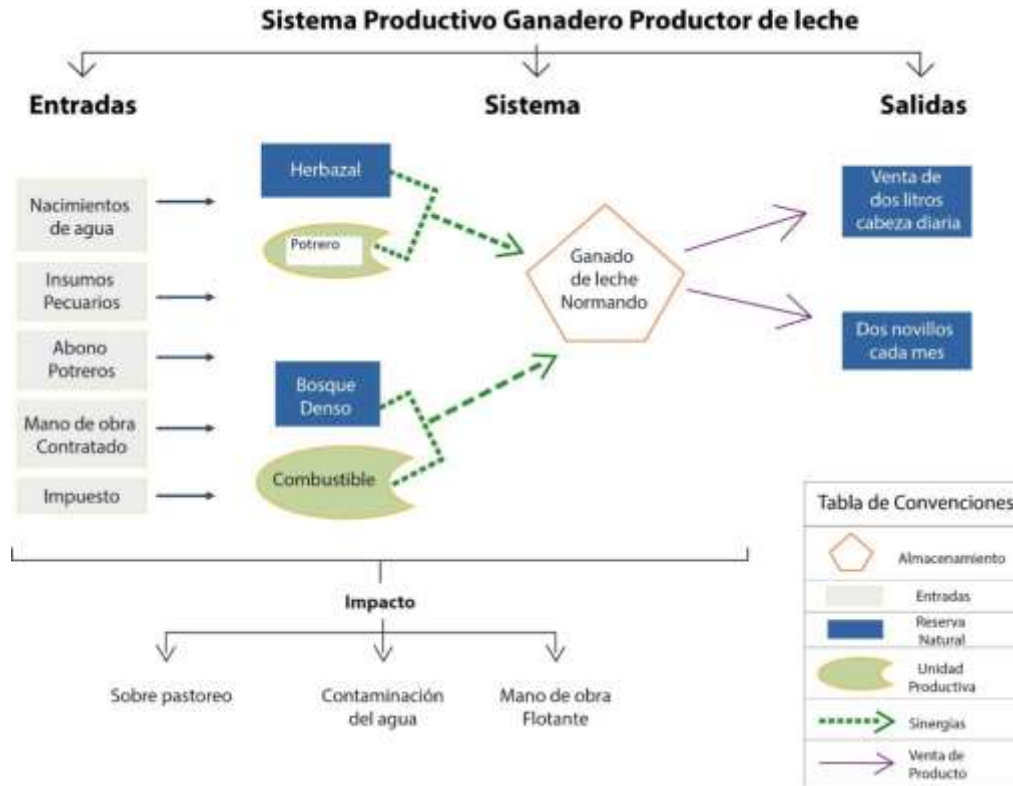 Sistema Productivo Ganadero Productor de leche
Entradas
Sistema
Salidas
Nacimientos
de agua
Insumos
Pecuarios
Abono
Potreros
Mano de obra
Contratado
Impuesto
Herbazal
Potrero
Bosque
Denso
Combustible
Ganado
de leche
Normando
Venta de
dos litros
cabeza diaria
Dos novillos
cada mes
Impacto
Sobre pastoreo
Contaminación
del agua
Mano de obra
Flotante
Tabla de Convenciones
Almacenamiento
Entradas
Reserva
Natural
Unidad
Productiva
Sinergias
Venta de
Producto